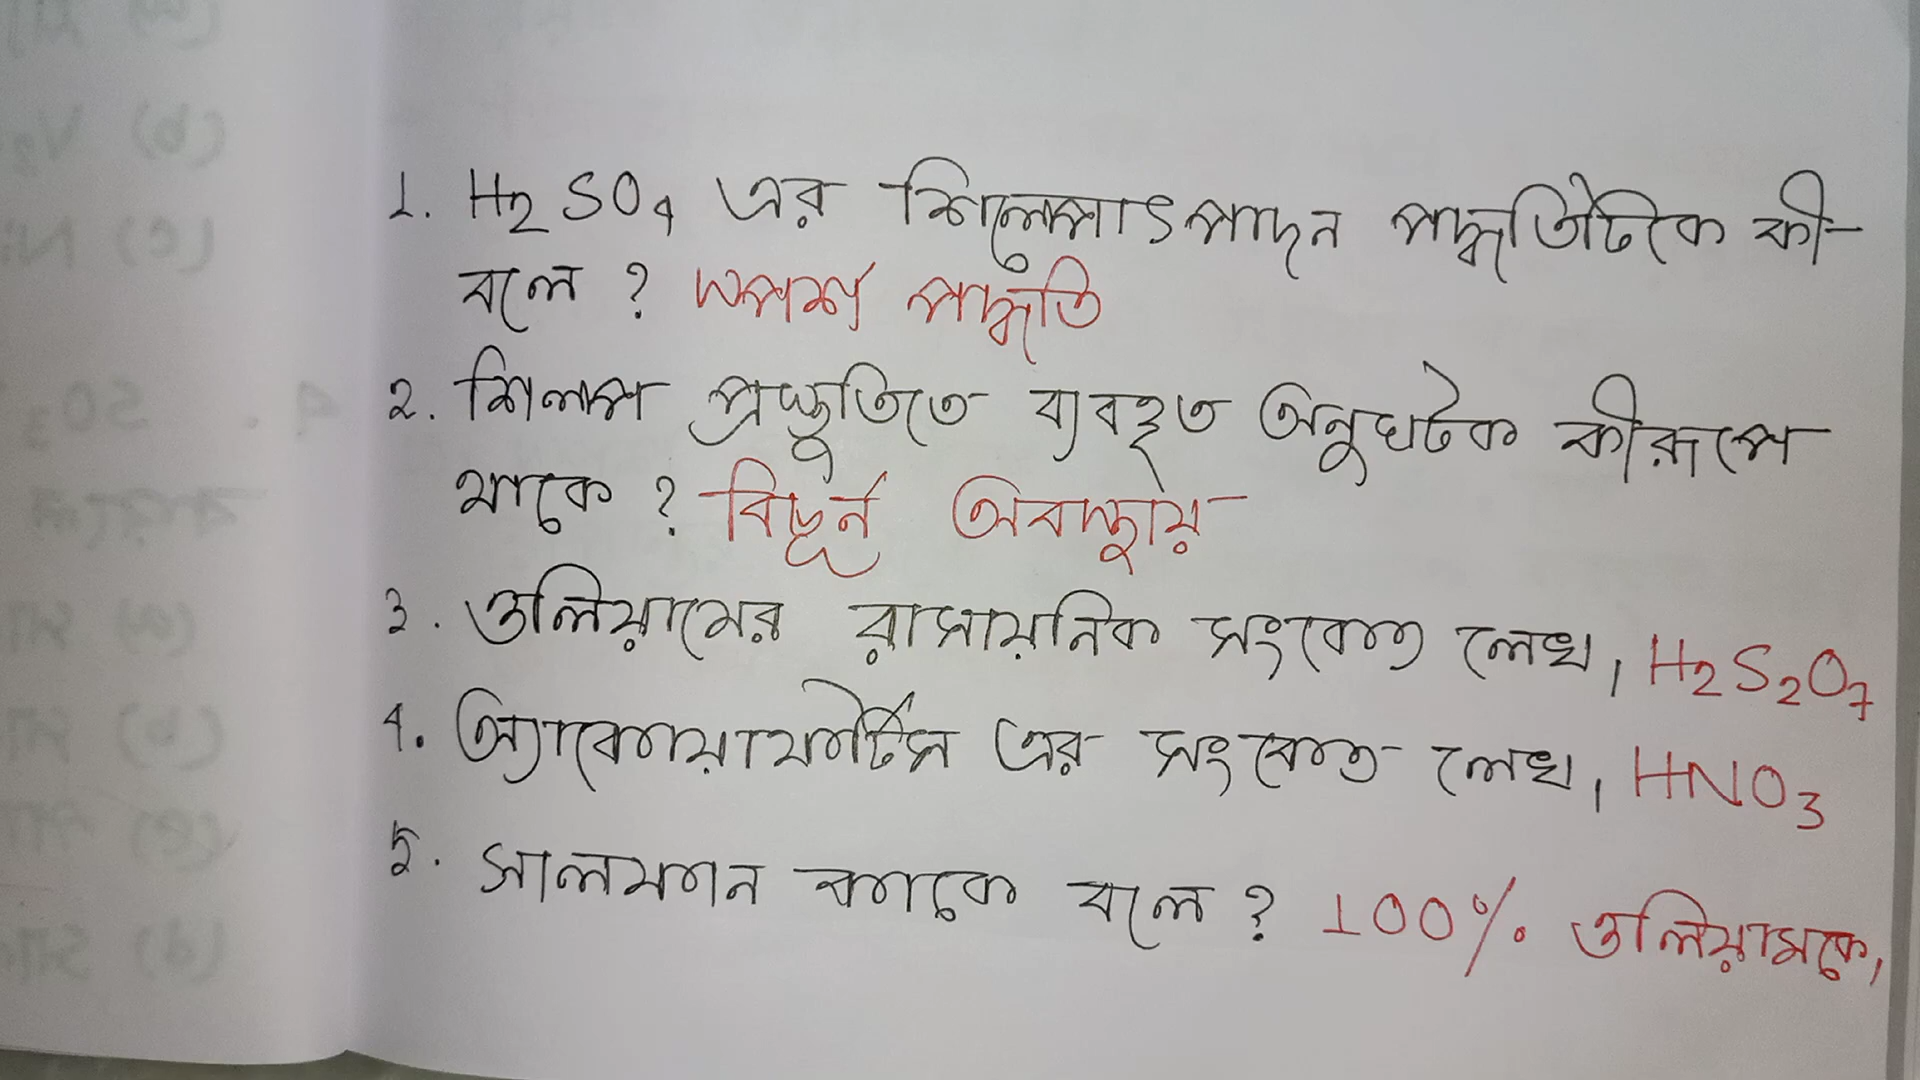 1. H2SO4 এর শিল্পোৎপাদন পদ্ধতিটিকে কী
বলে ? স্পর্শ পদ্ধতি
2. শিল্প প্রস্তুতিতে ব্যবহৃত অনুঘটক কীরূপে
থাকে ? বিচূর্ন অবস্থায়
3. ওলিয়ামের রাসায়নিক সংকেত লেখ, H2S2O7
4. অ্যাকোয়াফর্টিস এর সংকেত লেখ, HNO3
5. সালফান কাকে বলে ? 100% ওলিয়ামকে,